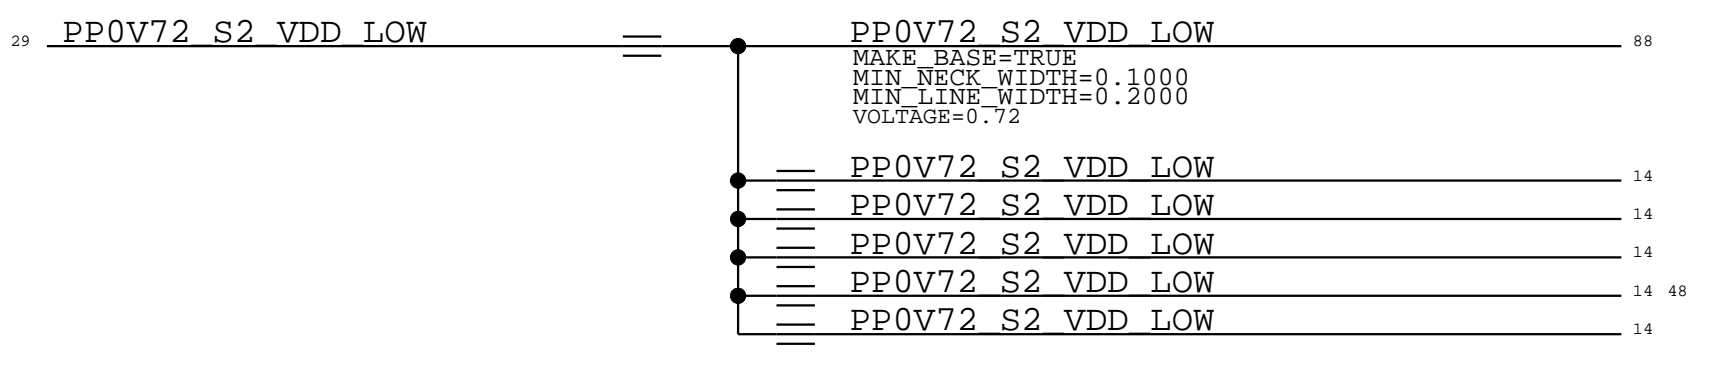 29 PP0V72_S2_VDD_LOW PP0V72_S2_VDD_LOW 88
MAKE_BASE=TRUE
MIN_NECK_WIDTH=0.1000
MIN_LINE_WIDTH=0.2000
VOLTAGE=0.72
PP0V72_S2_VDD_LOW 14
PP0V72_S2_VDD_LOW 14
PP0V72_S2_VDD_LOW 14
PP0V72_S2_VDD_LOW 14 48
PP0V72_S2_VDD_LOW 14